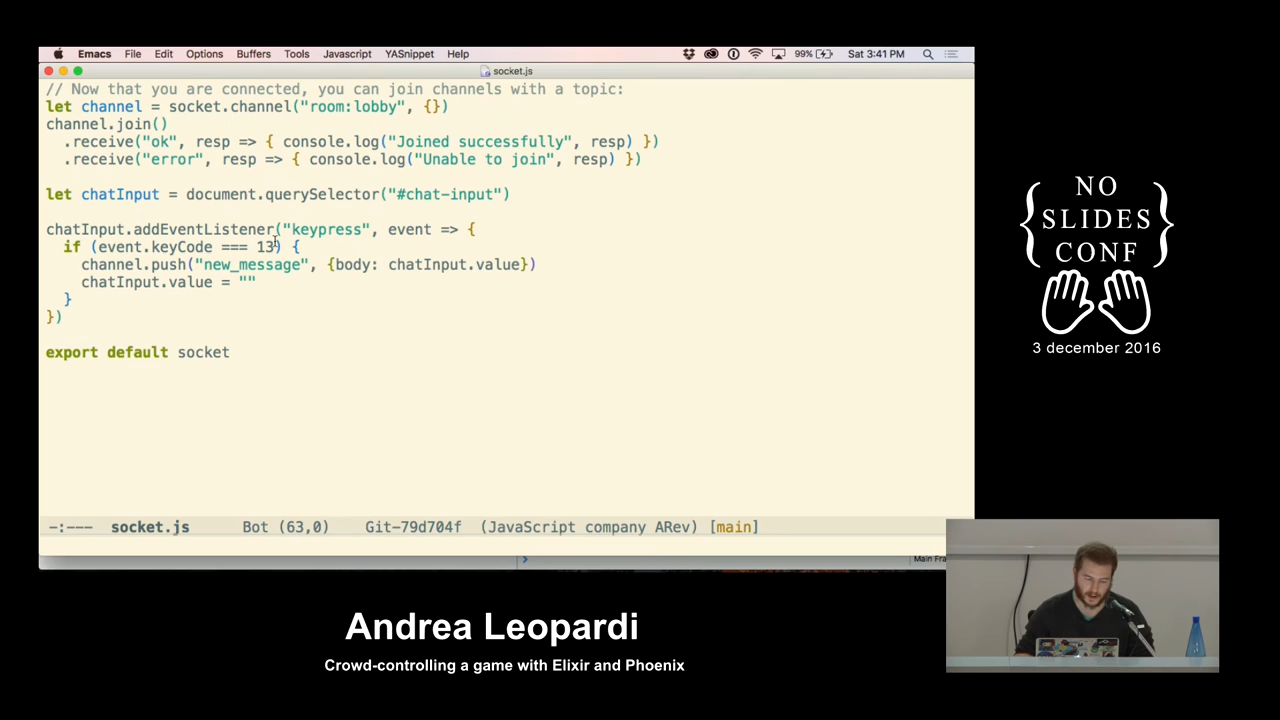 Emacs File Edit Options Buffers Tools Javascript YASnippet Help 99% Sat 3:41 PM
socket.js
// Now that you are connected, you can join channels with a topic:
let channel = socket.channel("room:lobby", {})
channel.join()
  .receive("ok", resp => { console.log("Joined successfully", resp) })
  .receive("error", resp => { console.log("Unable to join", resp) })
let chatInput = document.querySelector("#chat-input")
chatInput.addEventListener("keypress", event => {
  if (event.keyCode === 13) {
    channel.push("new_message", {body: chatInput.value})
    chatInput.value = ""
  }
})
export default socket
-:--- socket.js Bot (63,0) Git-79d704f (JavaScript company ARev) [main]
Main Fra
{ NO
SLIDES
CONF }
3 december 2016
Andrea Leopardi
Crowd-controlling a game with Elixir and Phoenix